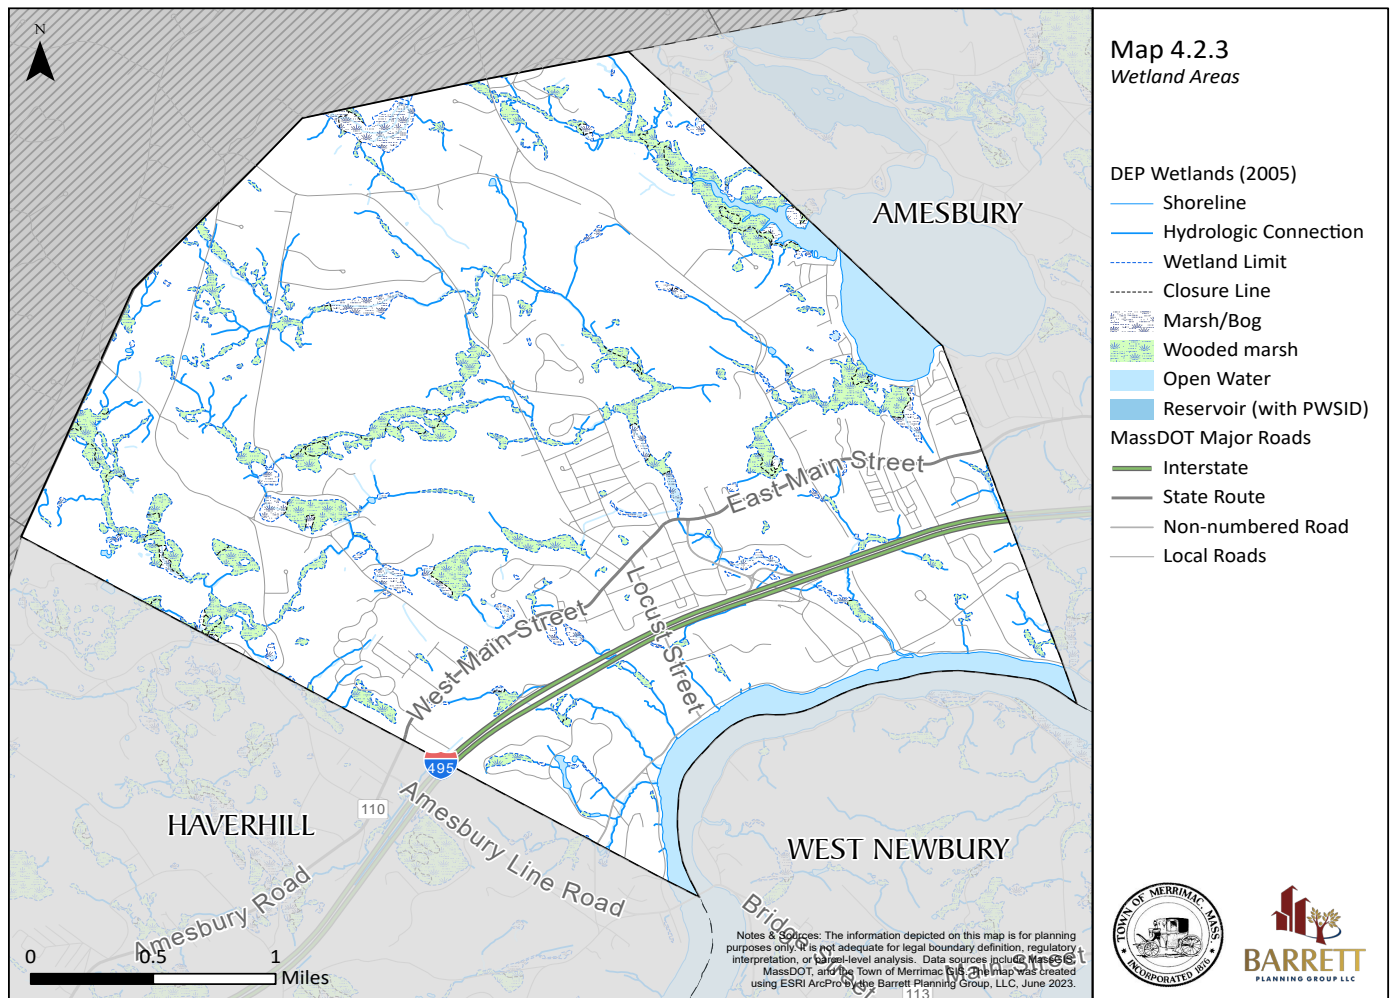 N
Map 4.2.3
Wetland Areas
DEP Wetlands (2005)
Shoreline
Hydrologic Connection
Wetland Limit
Closure Line
Marsh/Bog
Wooded marsh
Open Water
Reservoir (with PWSID)
MassDOT Major Roads
Interstate
State Route
Non-numbered Road
Local Roads
AMESBURY
East Main Street
Locust Street
West Main Street
495
110
HAVERHILL
Amesbury Line Road
Amesbury Road
WEST NEWBURY
Bridge Street
Main Street
113
0 0.5 1
Miles
Notes & Sources: The information depicted on this map is for planning
purposes only. It is not adequate for legal boundary definition, regulatory
interpretation, or parcel-level analysis. Data sources include MassGIS,
MassDOT, and the Town of Merrimac GIS. The map was created
using ESRI ArcPro by the Barrett Planning Group, LLC, June 2023.
TOWN OF MERRIMAC, MASS.
INCORPORATED 1876
BARRETT
PLANNING GROUP LLC